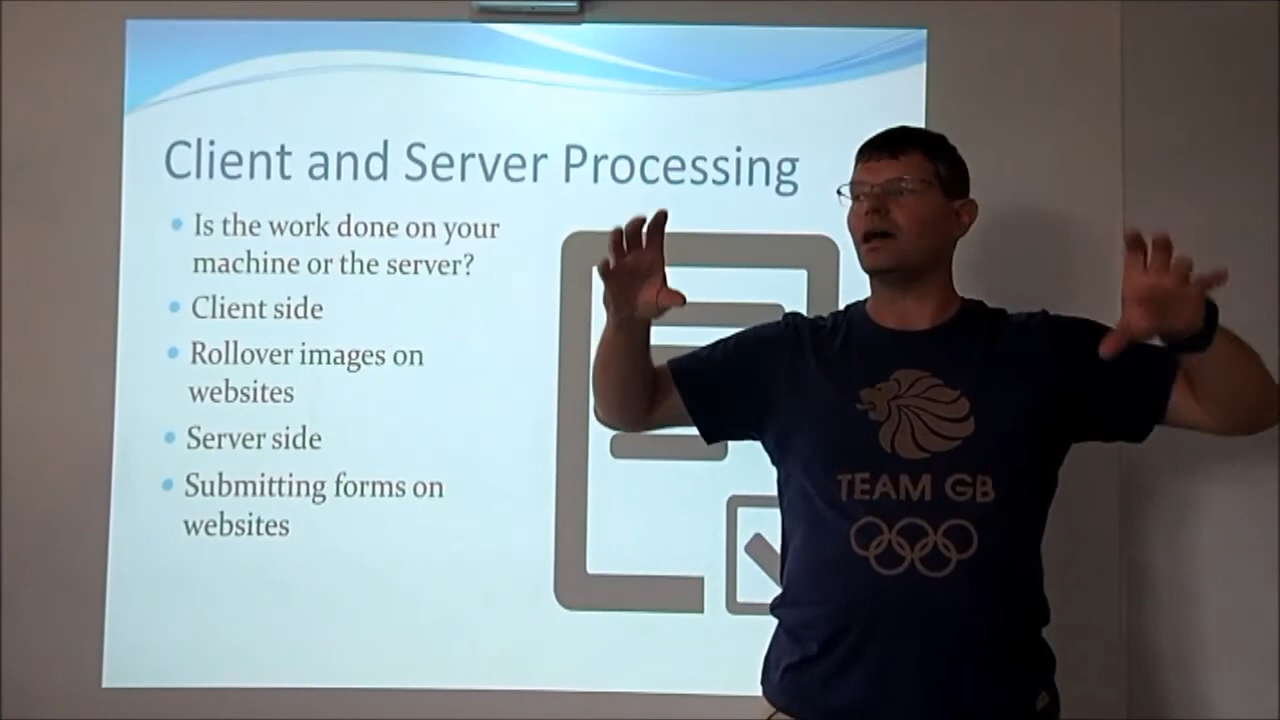 Client and Server Processing
Is the work done on your
machine or the server?
Client side
Rollover images on
websites
Server side
Submitting forms on
websites
TEAM GB